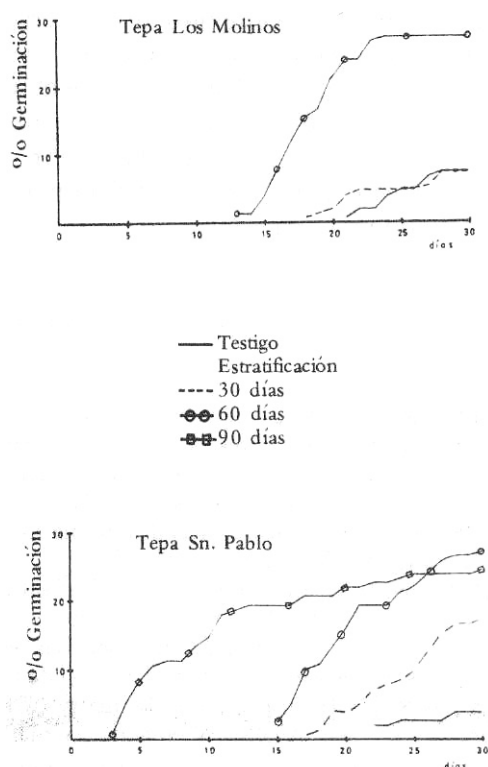 Tepa Los Molinos
o/o Germinación
30
20
10
0 5 10 15 20 25 30
días
Testigo
Estratificación
30 días
60 días
90 días
Tepa Sn. Pablo
o/o Germinación
30
20
10
0 5 10 15 20 25 30
días